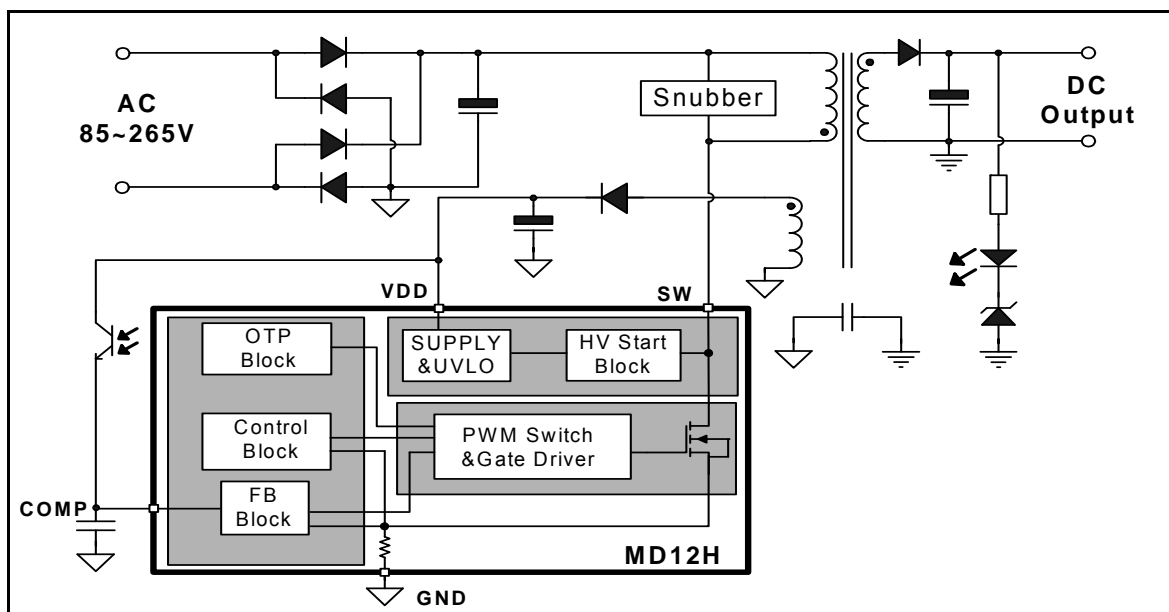 AC
85~265V
Snubber
DC
Output
VDD
SW
OTP
Block
SUPPLY
&UVLO
HV Start
Block
Control
Block
PWM Switch
&Gate Driver
FB
Block
COMP
MD12H
GND